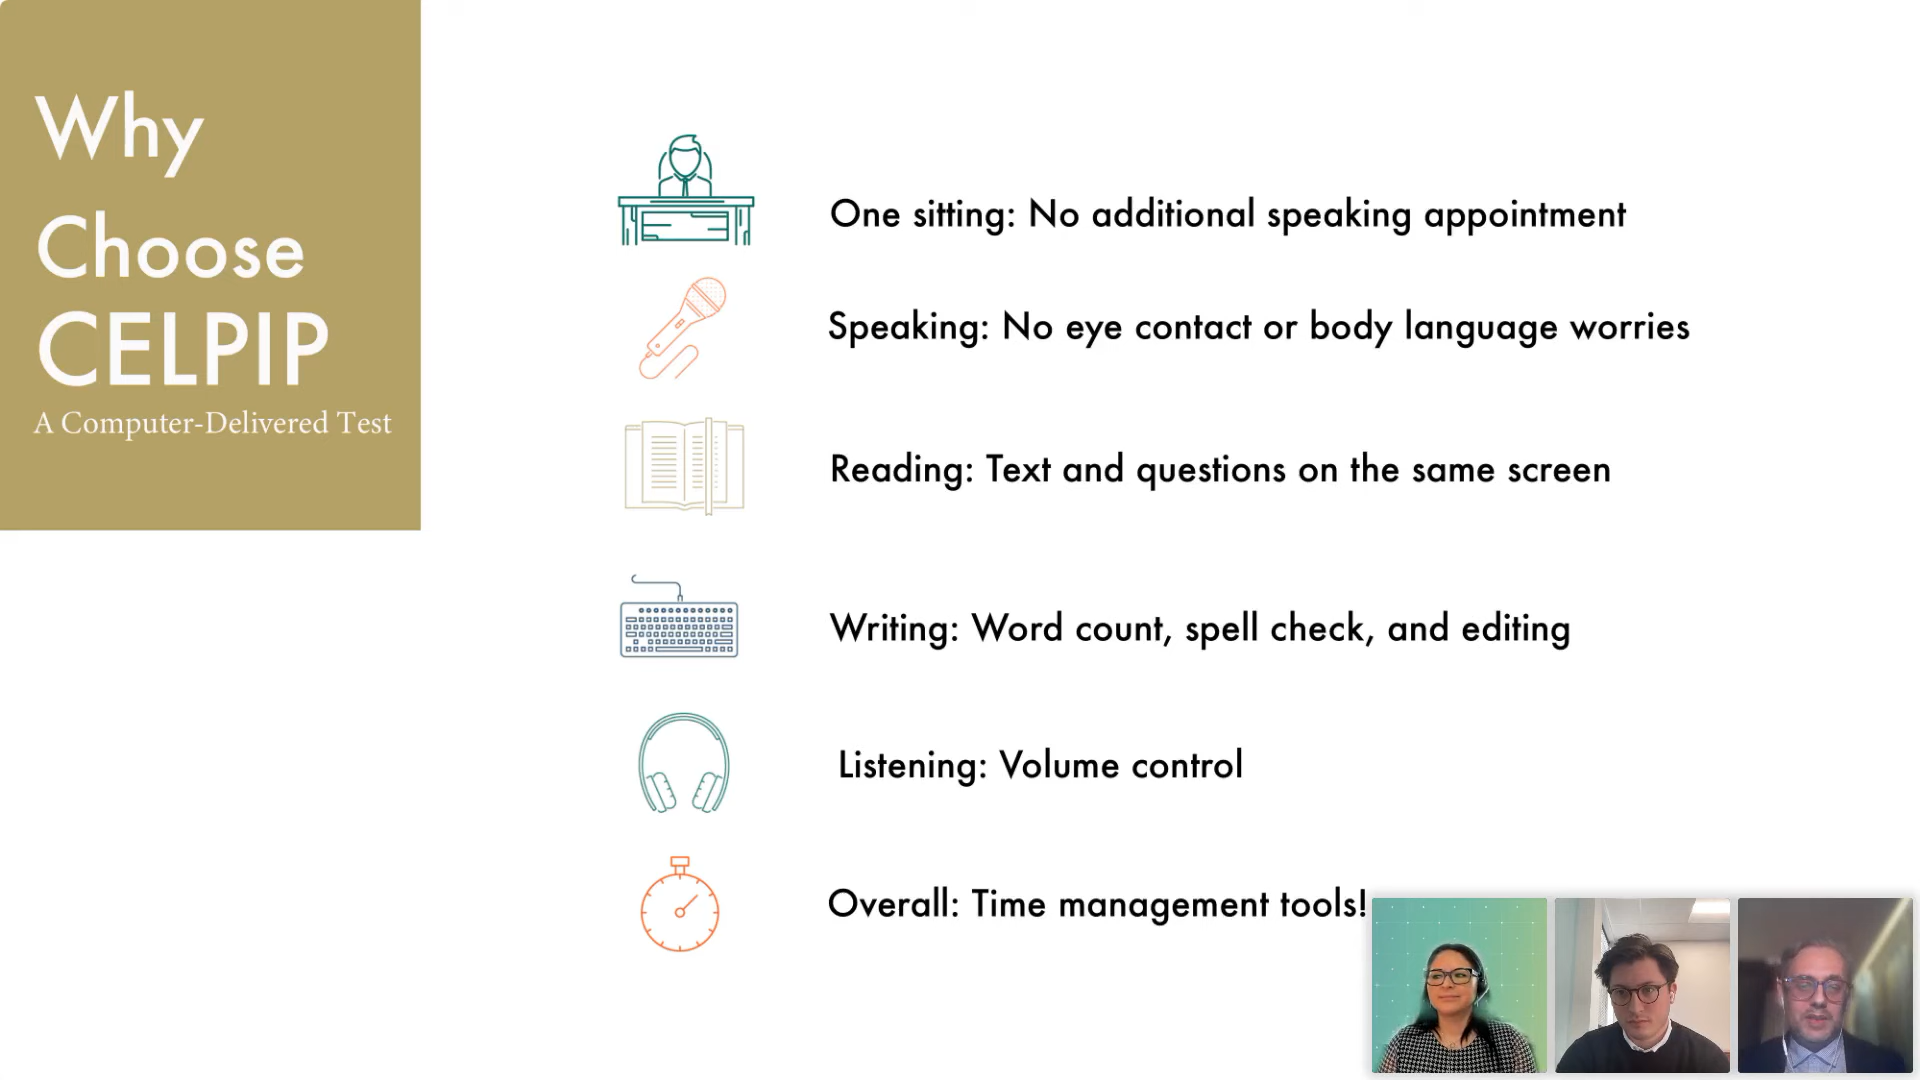 Why
Choose
CELPIP
A Computer-Delivered Test
One sitting: No additional speaking appointment
Speaking: No eye contact or body language worries
Reading: Text and questions on the same screen
Writing: Word count, spell check, and editing
Listening: Volume control
Overall: Time management tools!